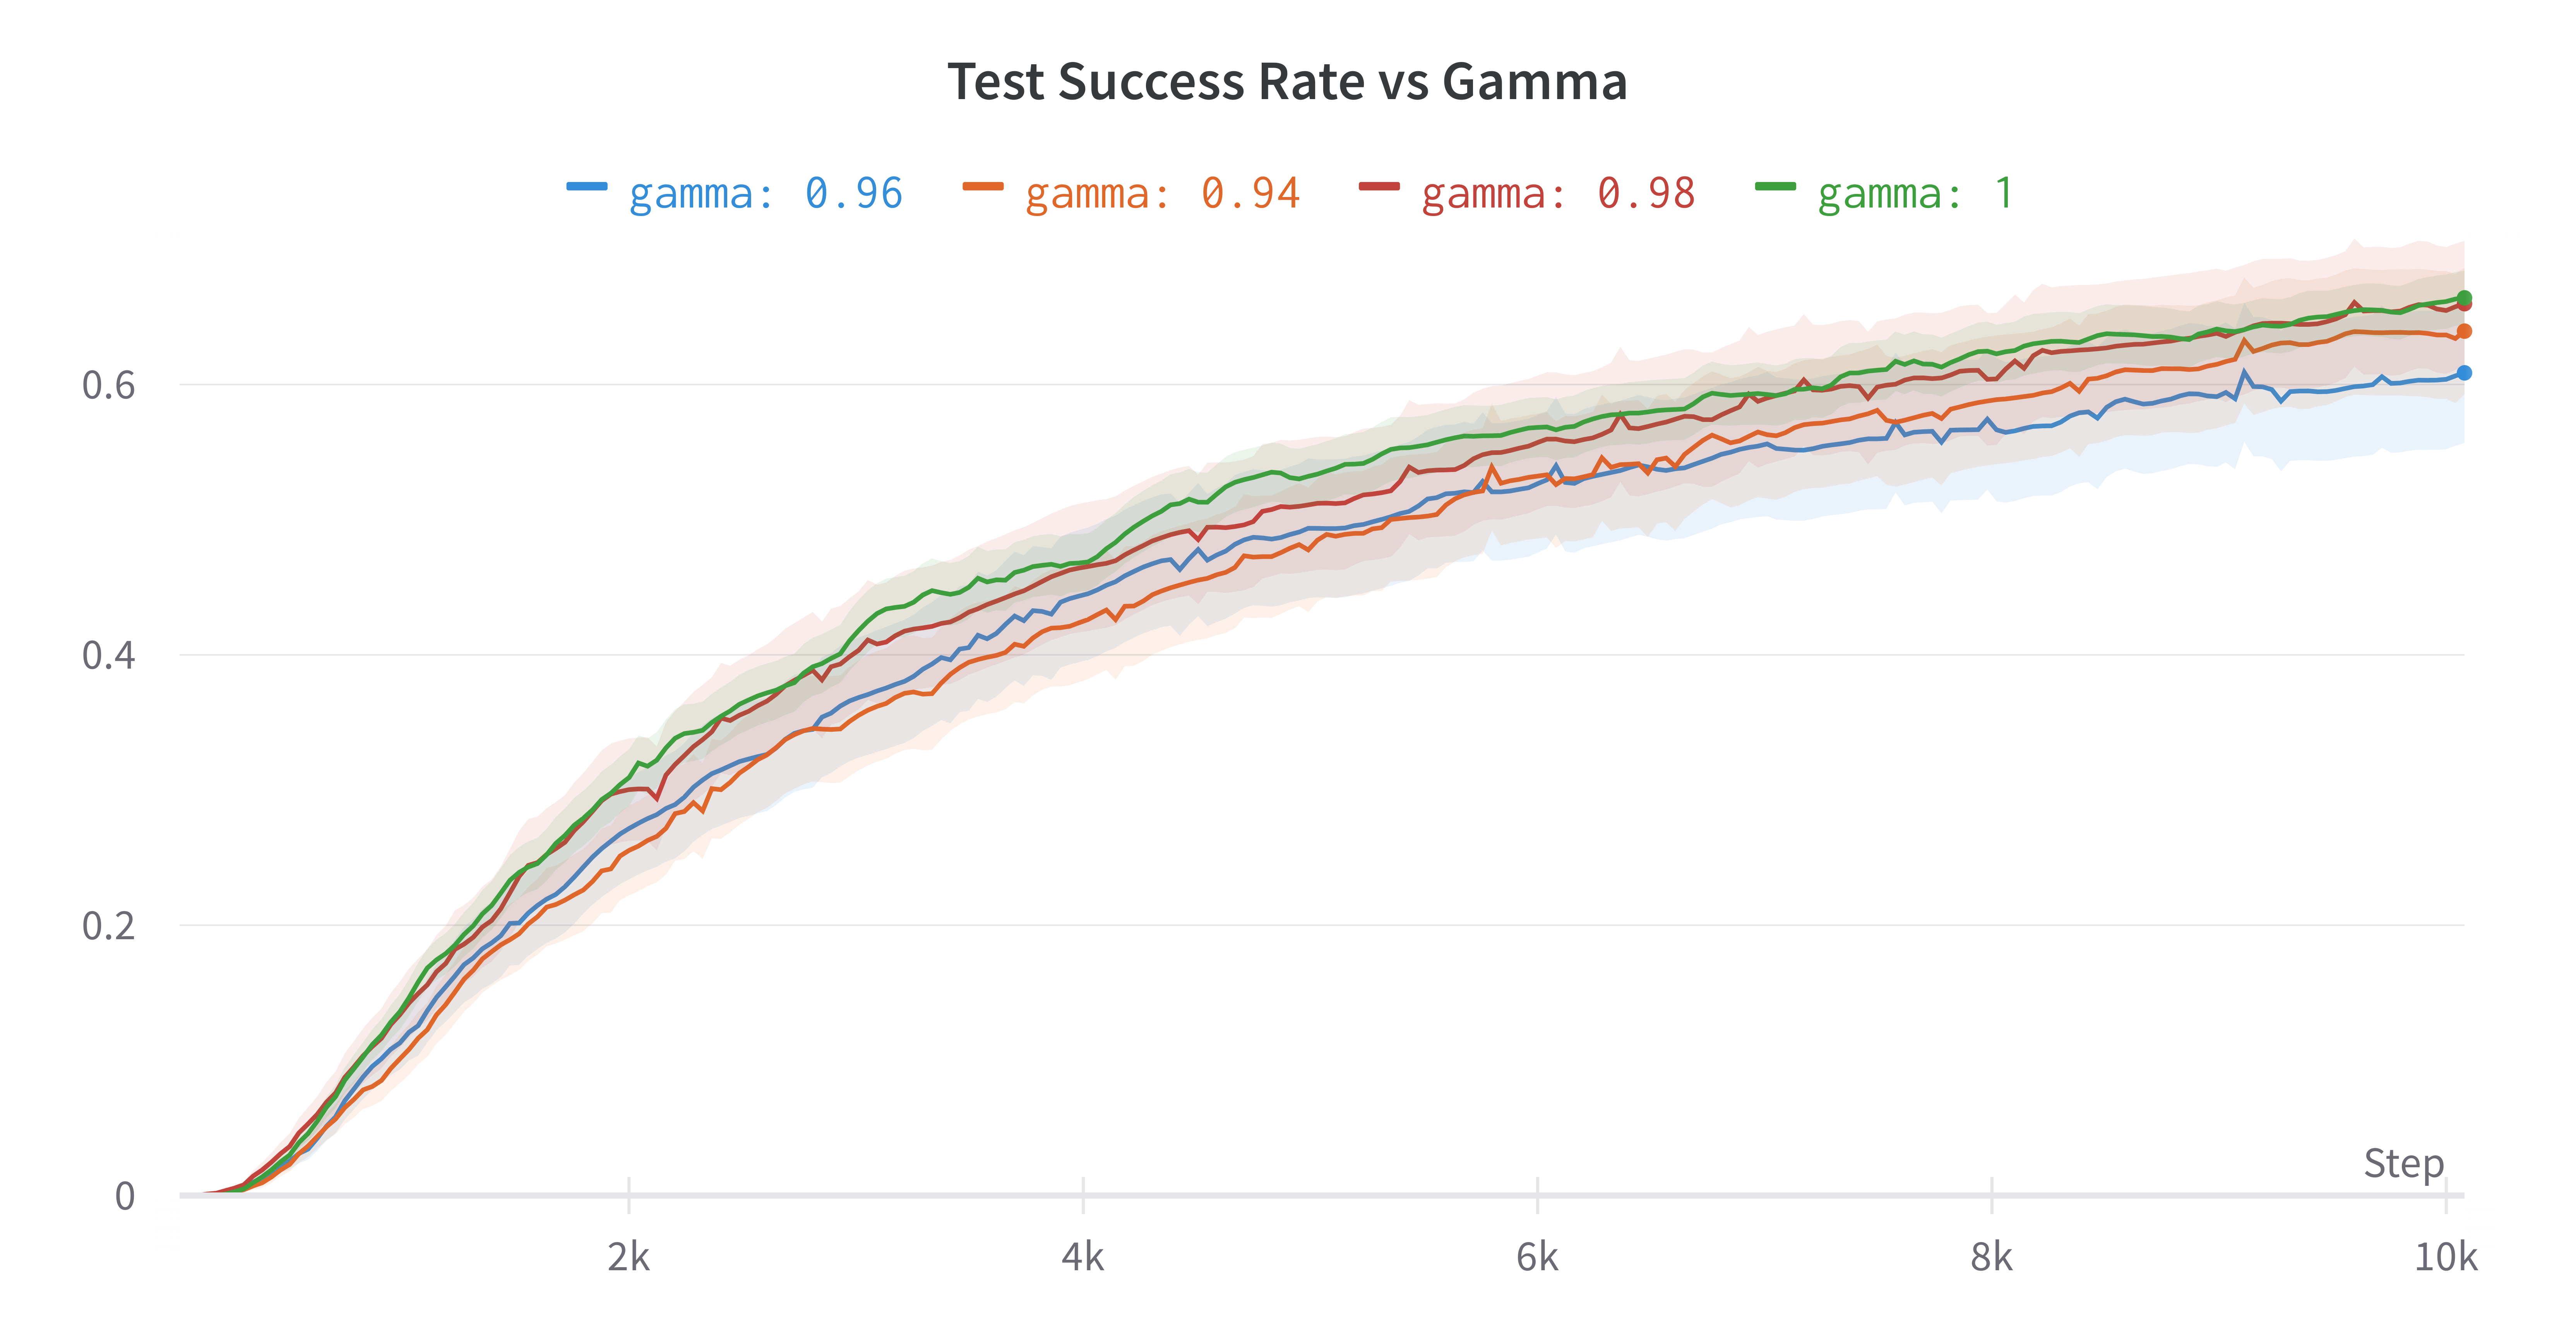 Test Success Rate vs Gamma
gamma: 0.96 gamma: 0.94 gamma: 0.98 gamma: 1
0.6
0.4
0.2
Step
0
2k 4k 6k 8k 10k